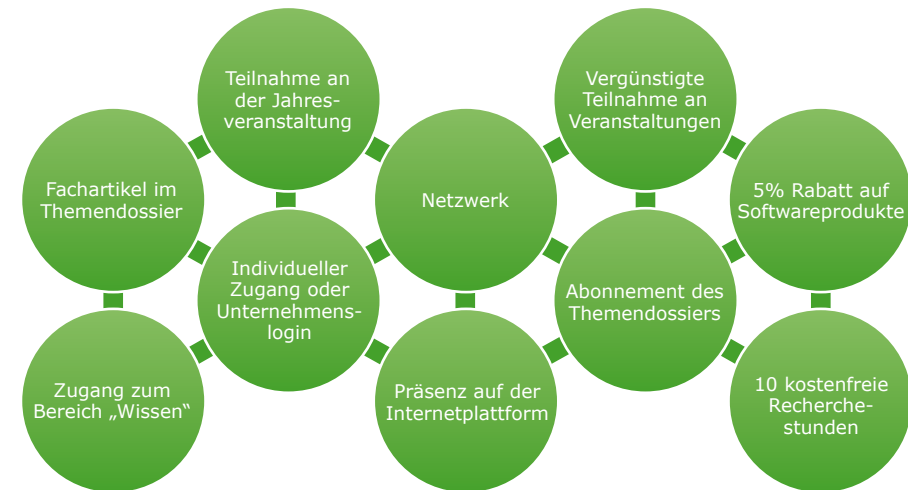 Teilnahme an
der Jahres-
veranstaltung
Vergünstigte
Teilnahme an
Veranstaltungen
Fachartikel im
Themendossier
Netzwerk
5% Rabatt auf
Softwareprodukte
Individueller
Zugang oder
Unternehmens-
login
Abonnement des
Themendossiers
Zugang zum
Bereich „Wissen“
Präsenz auf der
Internetplattform
10 kostenfreie
Recherche-
stunden